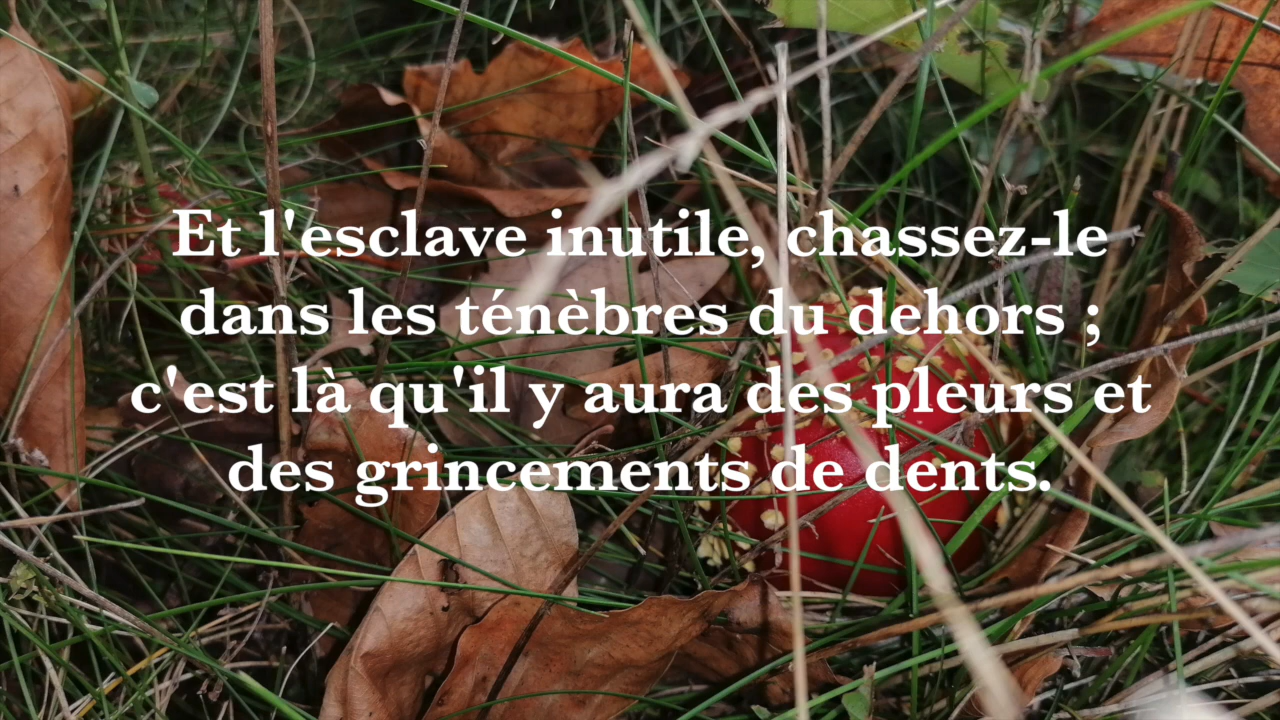 Et l'esclave inutile, chassez-le
dans les ténèbres du dehors ;
c'est là qu'il y aura des pleurs et
des grincements de dents.